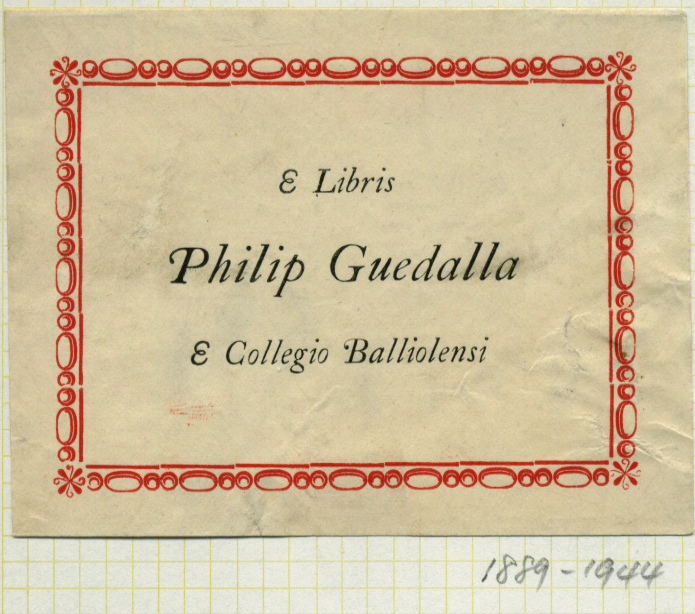 E Libris
Philip Guedalla
E Collegio Balliolensi
1889-1944